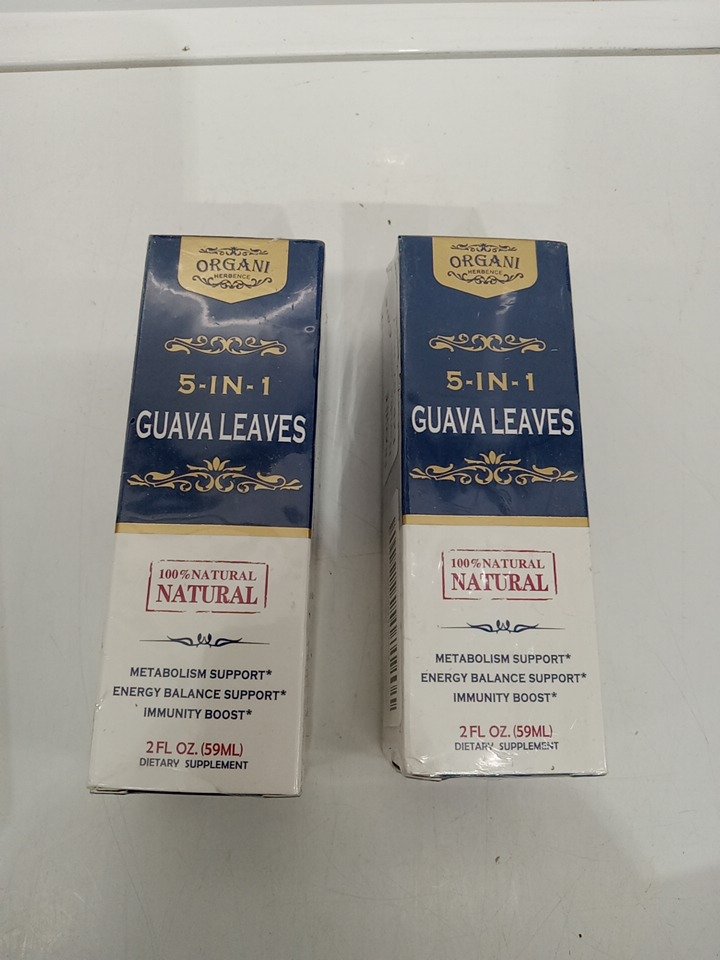 ORGANI
HERBENCE
5-IN-1
GUAVA LEAVES
100% NATURAL
NATURAL
METABOLISM SUPPORT*
ENERGY BALANCE SUPPORT*
IMMUNITY BOOST*
2 FL OZ. (59ML)
DIETARY SUPPLEMENT
ORGANI
HERBENCE
5-IN-1
GUAVA LEAVES
100% NATURAL
NATURAL
METABOLISM SUPPORT*
ENERGY BALANCE SUPPORT*
IMMUNITY BOOST*
2 FL OZ. (59ML)
DIETARY SUPPLEMENT